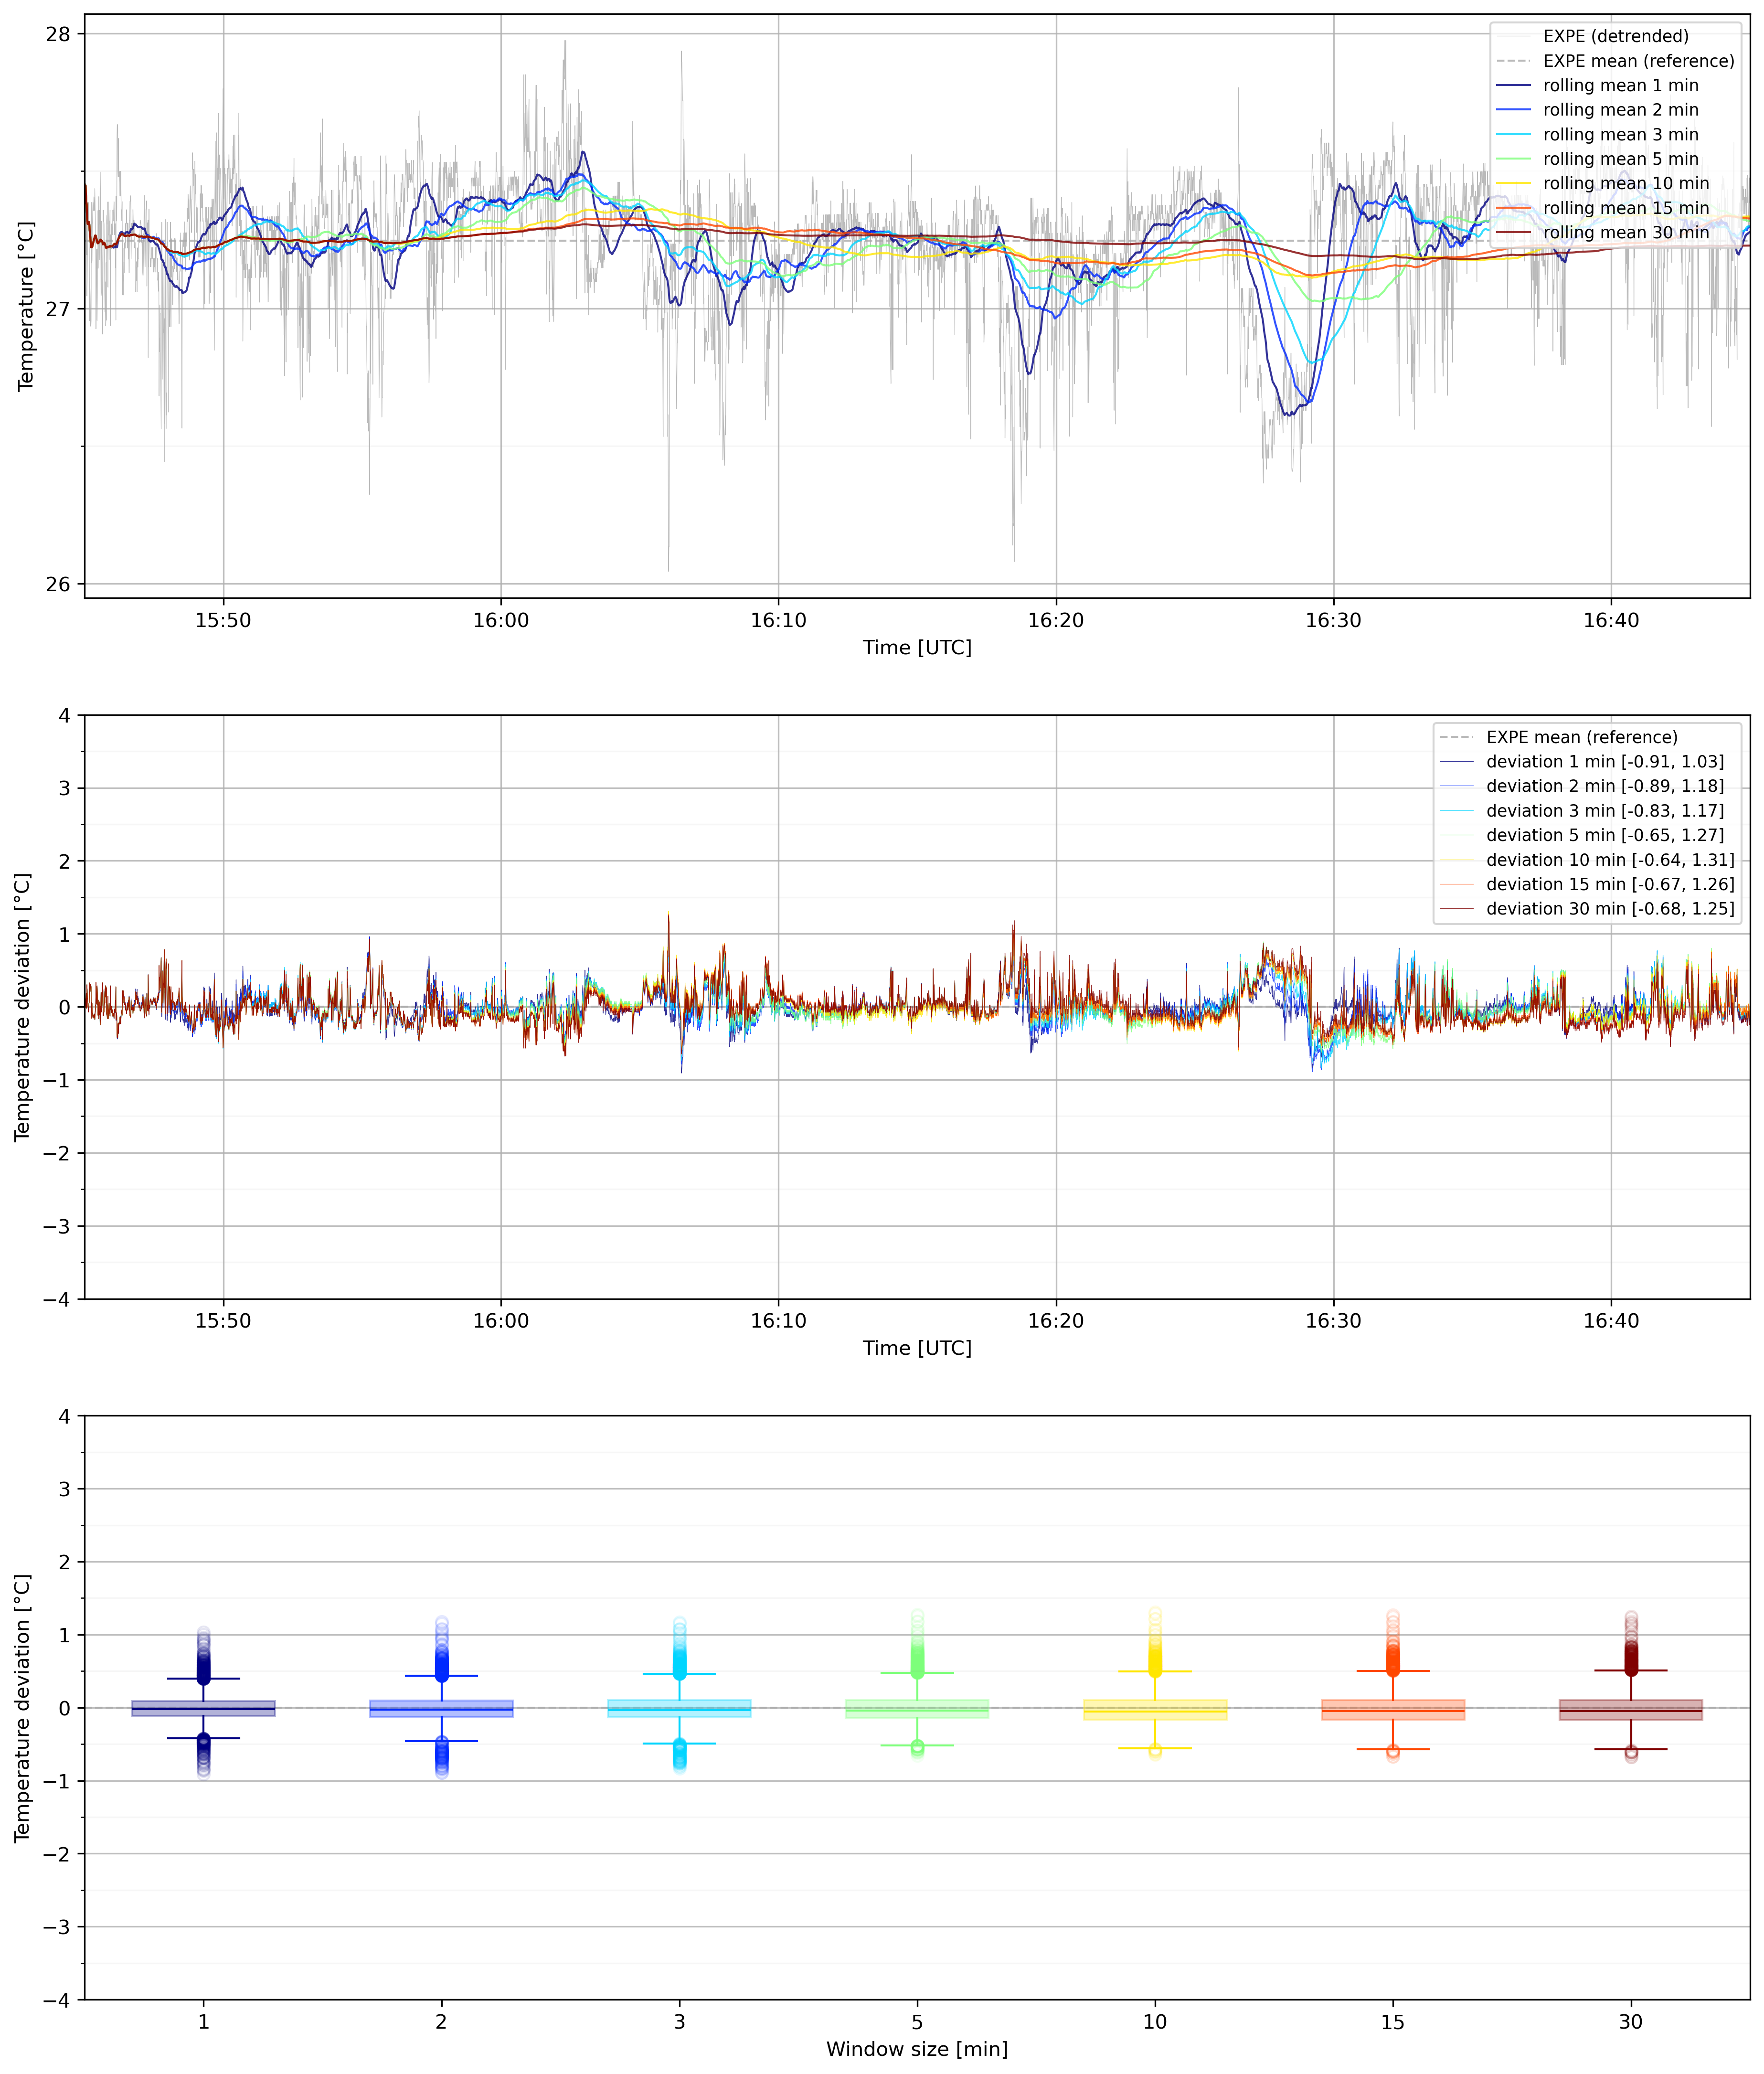 28
27
26
Temperature [°C]
EXPE (detrended)
EXPE mean (reference)
rolling mean 1 min
rolling mean 2 min
rolling mean 3 min
rolling mean 5 min
rolling mean 10 min
rolling mean 15 min
rolling mean 30 min
15:50 16:00 16:10 16:20 16:30 16:40
Time [UTC]
4
3
2
1
0
−1
−2
−3
−4
Temperature deviation [°C]
EXPE mean (reference)
deviation 1 min [-0.91, 1.03]
deviation 2 min [-0.89, 1.18]
deviation 3 min [-0.83, 1.17]
deviation 5 min [-0.65, 1.27]
deviation 10 min [-0.64, 1.31]
deviation 15 min [-0.67, 1.26]
deviation 30 min [-0.68, 1.25]
15:50 16:00 16:10 16:20 16:30 16:40
Time [UTC]
4
3
2
1
0
−1
−2
−3
−4
Temperature deviation [°C]
1 2 3 5 10 15 30
Window size [min]